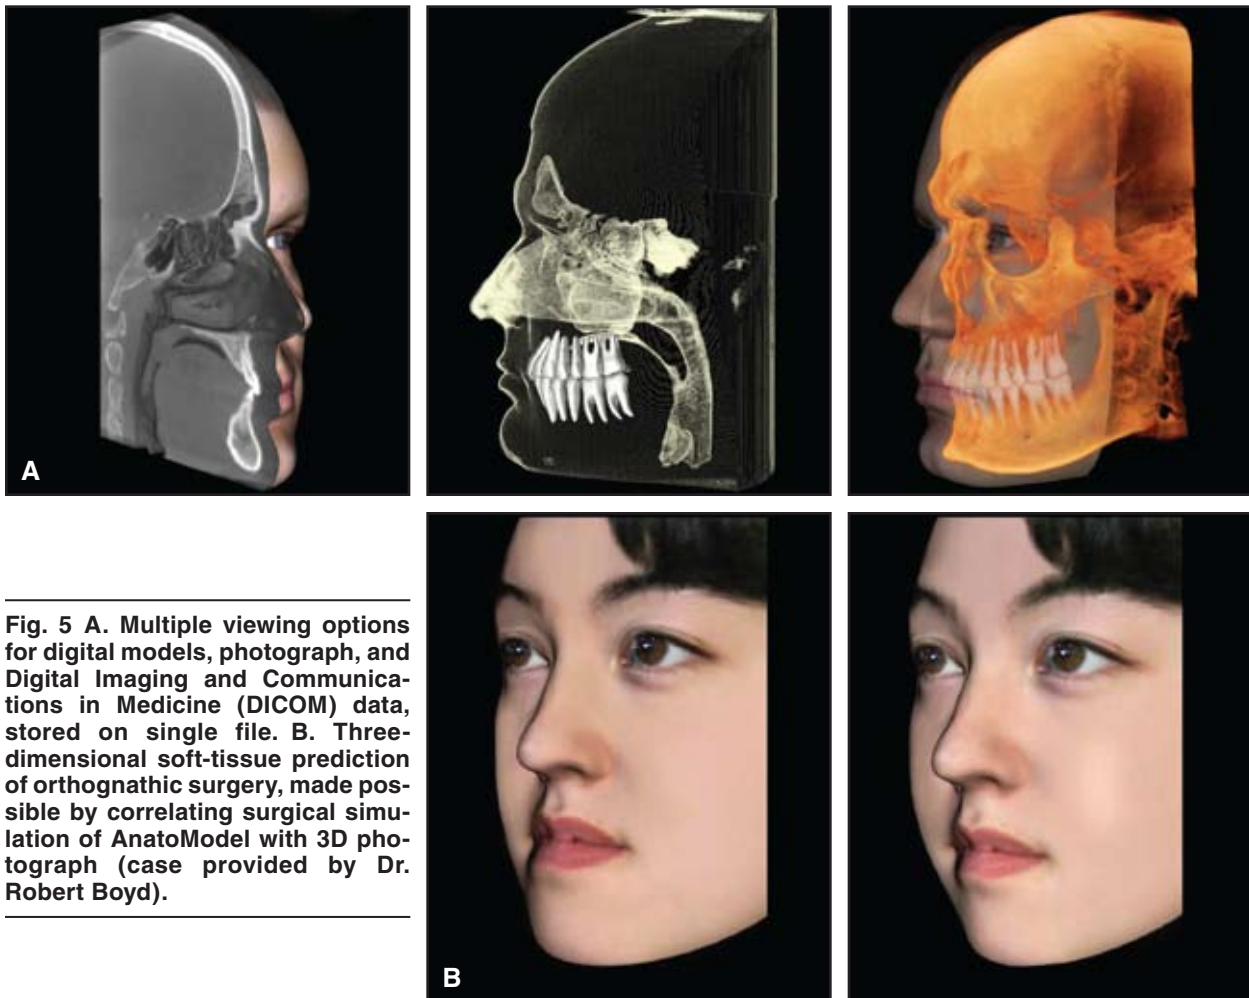 A
Fig. 5 A. Multiple viewing options
for digital models, photograph, and
Digital Imaging and Communica-
tions in Medicine (DICOM) data,
stored on single file. B. Three-
dimensional soft-tissue prediction
of orthognathic surgery, made pos-
sible by correlating surgical simu-
lation of AnatoModel with 3D pho-
tograph (case provided by Dr.
Robert Boyd).
B